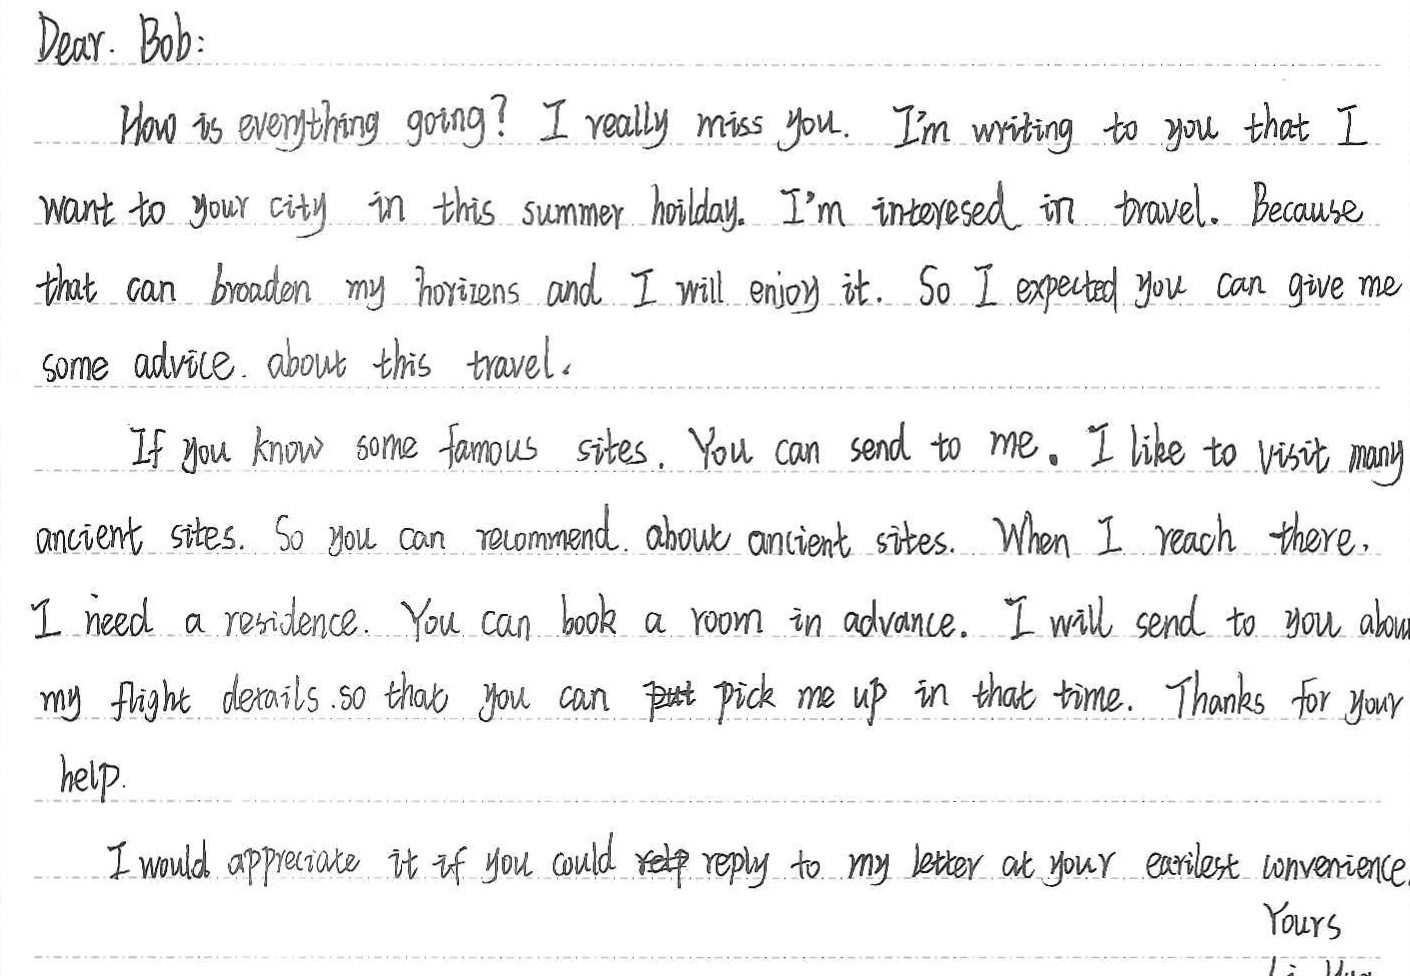 Dear. Bob:
How is everything going? I really miss you. I'm writing to you that I
want to your city in this summer hoilday. I'm interesed in travel. Because
that can broaden my horizens and I will enjoy it. So I expected you can give me
some advice. about this travel.
If you know some famous sites. You can send to me. I like to visit many
ancient sites. So you can recommend. about ancient sites. When I reach there,
I need a residence. You can book a room in advance. I will send to you abou
my flight derails. so that you can put pick me up in that time. Thanks for your
help.
I would appreciate it if you could relp reply to my letter at your earilest convenience.
Yours
Li